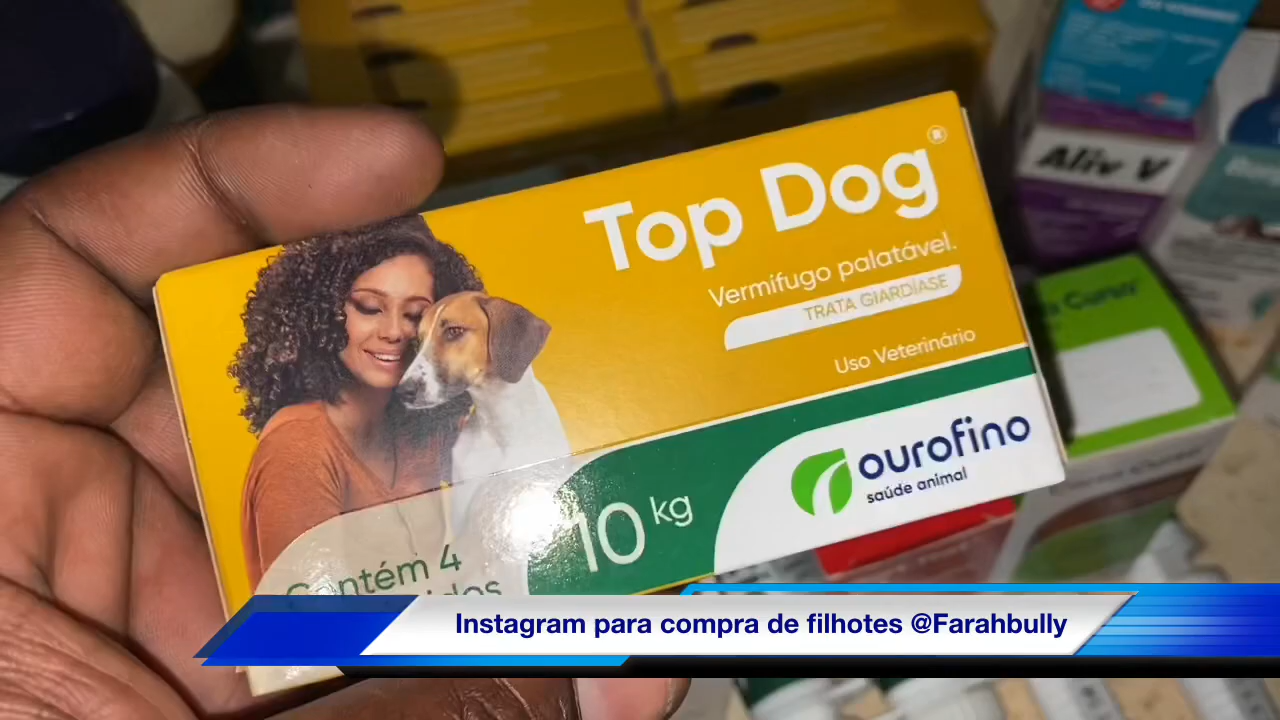 Top Dog®
Vermífugo palatável.
TRATA GIARDÍASE
Uso Veterinário
ourofino
saúde animal
10 kg
Contém 4
Aliv V
Instagram para compra de filhotes @Farahbully